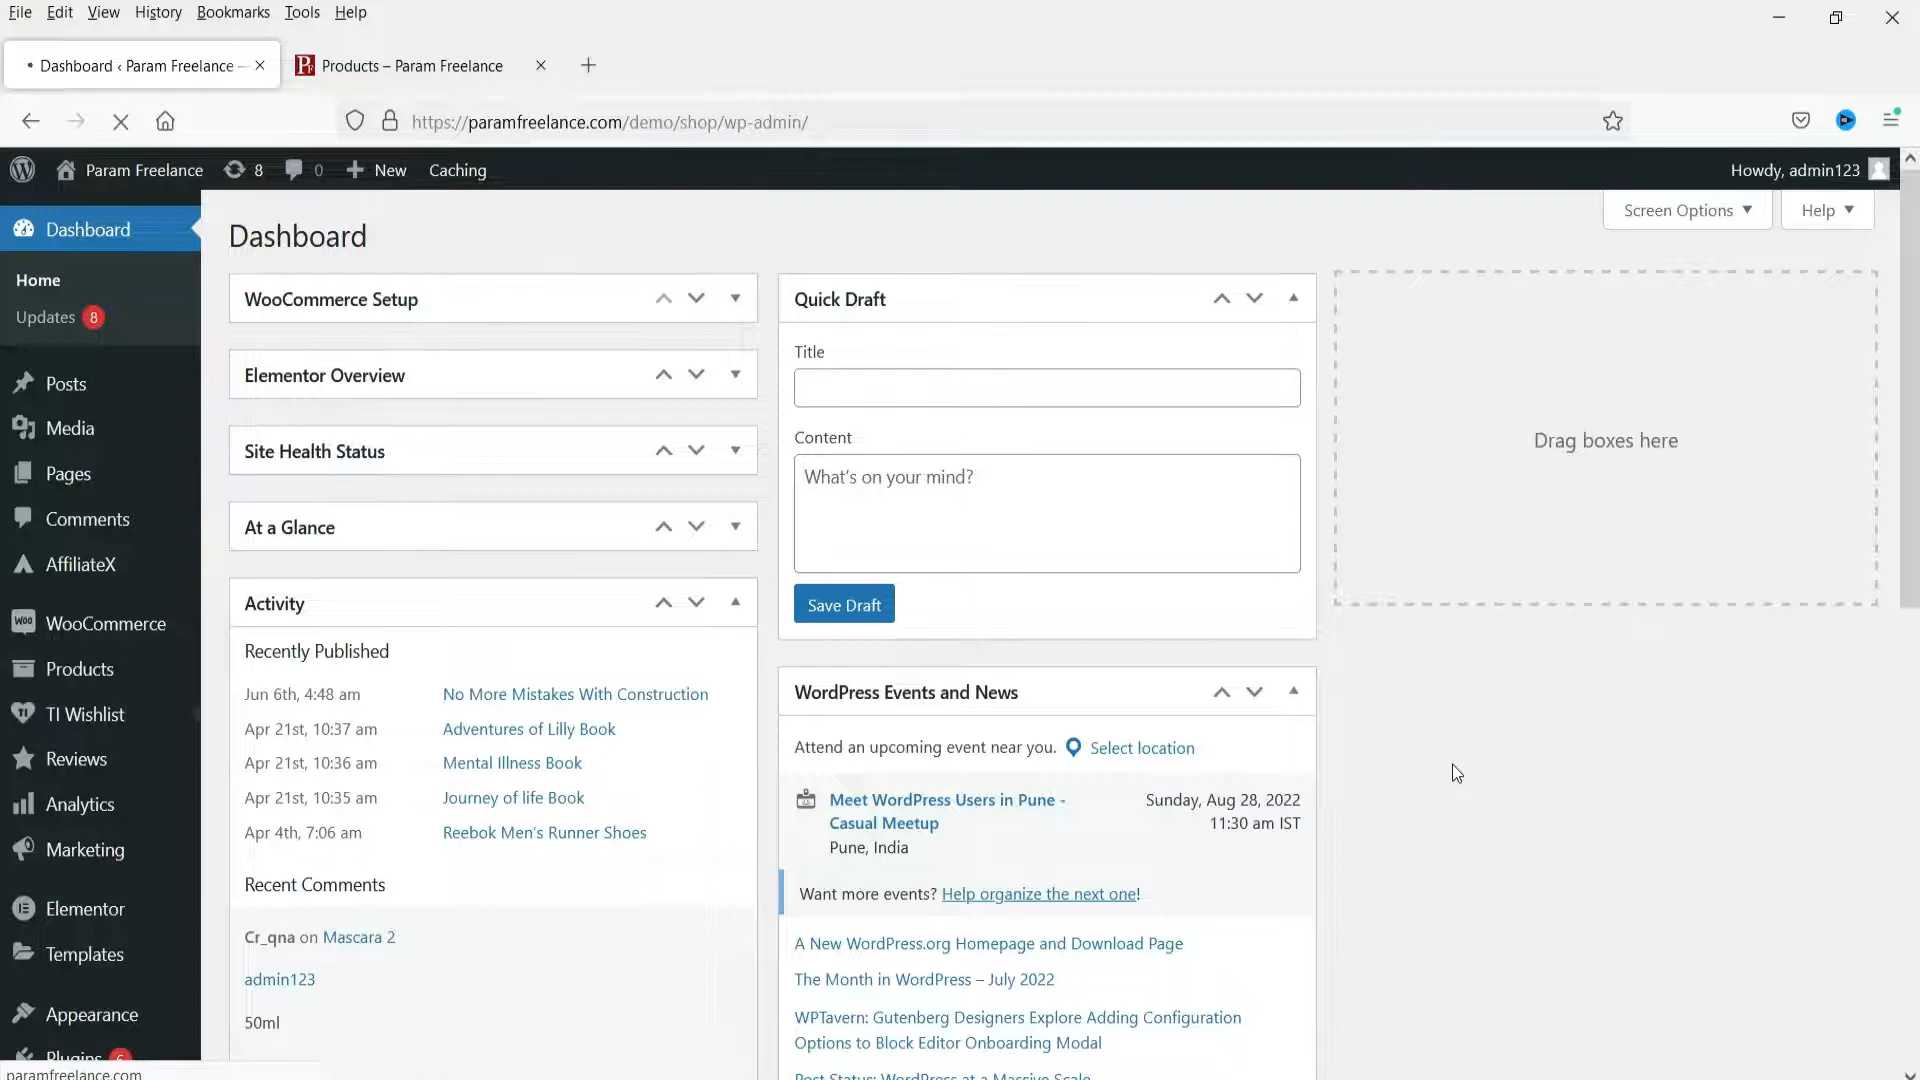 File Edit View History Bookmarks Tools Help
Dashboard ‹ Param Freelance —
Products – Param Freelance
https://paramfreelance.com/demo/shop/wp-admin/
Param Freelance 8 0 New Caching Howdy, admin123
Screen Options Help
Dashboard
Home
Updates 8
Posts
Media
Pages
Comments
AffiliateX
WooCommerce
Products
TI Wishlist
Reviews
Analytics
Marketing
Elementor
Templates
Appearance
Plugins 6
paramfreelance.com
Dashboard
WooCommerce Setup
Elementor Overview
Site Health Status
At a Glance
Activity
Recently Published
Jun 6th, 4:48 am No More Mistakes With Construction
Apr 21st, 10:37 am Adventures of Lilly Book
Apr 21st, 10:36 am Mental Illness Book
Apr 21st, 10:35 am Journey of life Book
Apr 4th, 7:06 am Reebok Men's Runner Shoes
Recent Comments
Cr_qna on Mascara 2
admin123
50ml
Quick Draft
Title
Content
What's on your mind?
Save Draft
WordPress Events and News
Attend an upcoming event near you. Select location
Meet WordPress Users in Pune - Sunday, Aug 28, 2022
Casual Meetup 11:30 am IST
Pune, India
Want more events? Help organize the next one!
A New WordPress.org Homepage and Download Page
The Month in WordPress – July 2022
WPTavern: Gutenberg Designers Explore Adding Configuration
Options to Block Editor Onboarding Modal
Post Status: WordPress at a Massive Scale
Drag boxes here